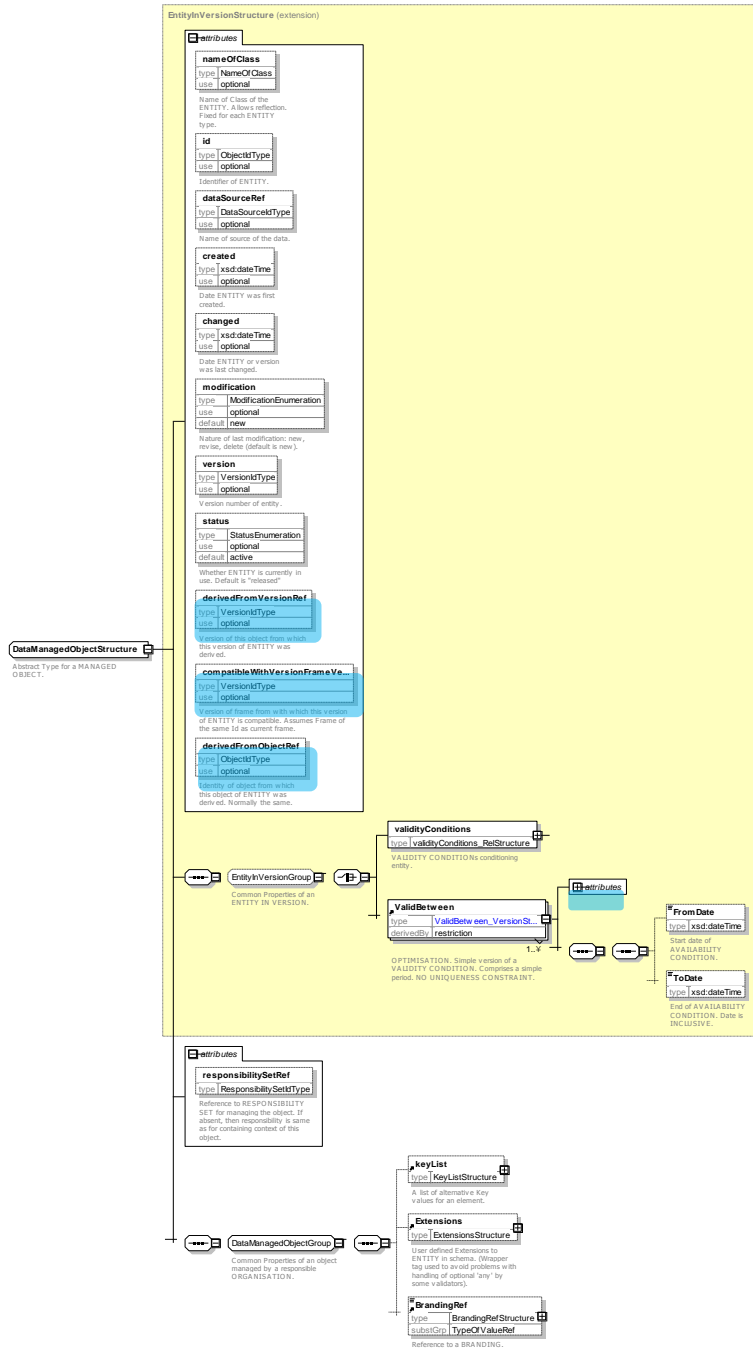 EntityInVersionStructure (extension)
attributes
nameOfClass
type NameOfClass
use optional
Name of Class of the
ENTITY. Allows reflection.
Fixed for each ENTITY
type.
id
type ObjectIdType
use optional
Identifier of ENTITY.
dataSourceRef
type DataSourceIdType
use optional
Name of source of the data.
created
type xsd:dateTime
use optional
Date ENTITY was first
created.
changed
type xsd:dateTime
use optional
Date ENTITY or version
was last changed.
modification
type ModificationEnumeration
use optional
default new
Nature of last modification: new,
revise, delete (default is new).
version
type VersionIdType
use optional
Version number of entity.
status
type StatusEnumeration
use optional
default active
Whether ENTITY is currently in
use. Default is "released"
derivedFromVersionRef
type VersionIdType
use optional
Version of this object from which
this version of ENTITY was
derived.
DataManagedObjectStructure
Abstract Type for a MANAGED
OBJECT.
compatibleWithVersionFrameVe...
type VersionIdType
use optional
Version of frame from with which this version
of ENTITY is compatible. Assumes Frame of
the same Id as current frame.
derivedFromObjectRef
type ObjectIdType
use optional
Identity of object from which
this object of ENTITY was
derived. Normally the same.
EntityInVersionGroup
Common Properties of an
ENTITY IN VERSION.
validityConditions
type validityConditions_RelStructure
VALIDITY CONDITIONs conditioning
entity.
ValidBetween
type ValidBetween_VersionSt...
derivedBy restriction
1..¥
OPTIMISATION. Simple version of a
VALIDITY CONDITION. Comprises a simple
period. NO UNIQUENESS CONSTRAINT.
attributes
FromDate
type xsd:dateTime
Start date of
AVAILABILITY
CONDITION.
ToDate
type xsd:dateTime
End of AVAILABILITY
CONDITION. Date is
INCLUSIVE.
attributes
responsibilitySetRef
type ResponsibilitySetIdType
Reference to RESPONSIBILITY
SET for managing the object. If
absent, then responsibility is same
as for containing context of this
object.
DataManagedObjectGroup
Common Properties of an object
managed by a responsible
ORGANISATION.
keyList
type KeyListStructure
A list of alternative Key
values for an element.
Extensions
type ExtensionsStructure
User defined Extensions to
ENTITY in schema. (Wrapper
tag used to avoid problems with
handling of optional 'any' by
some validators).
BrandingRef
type BrandingRefStructure
substGrp TypeOfValueRef
Reference to a BRANDING.